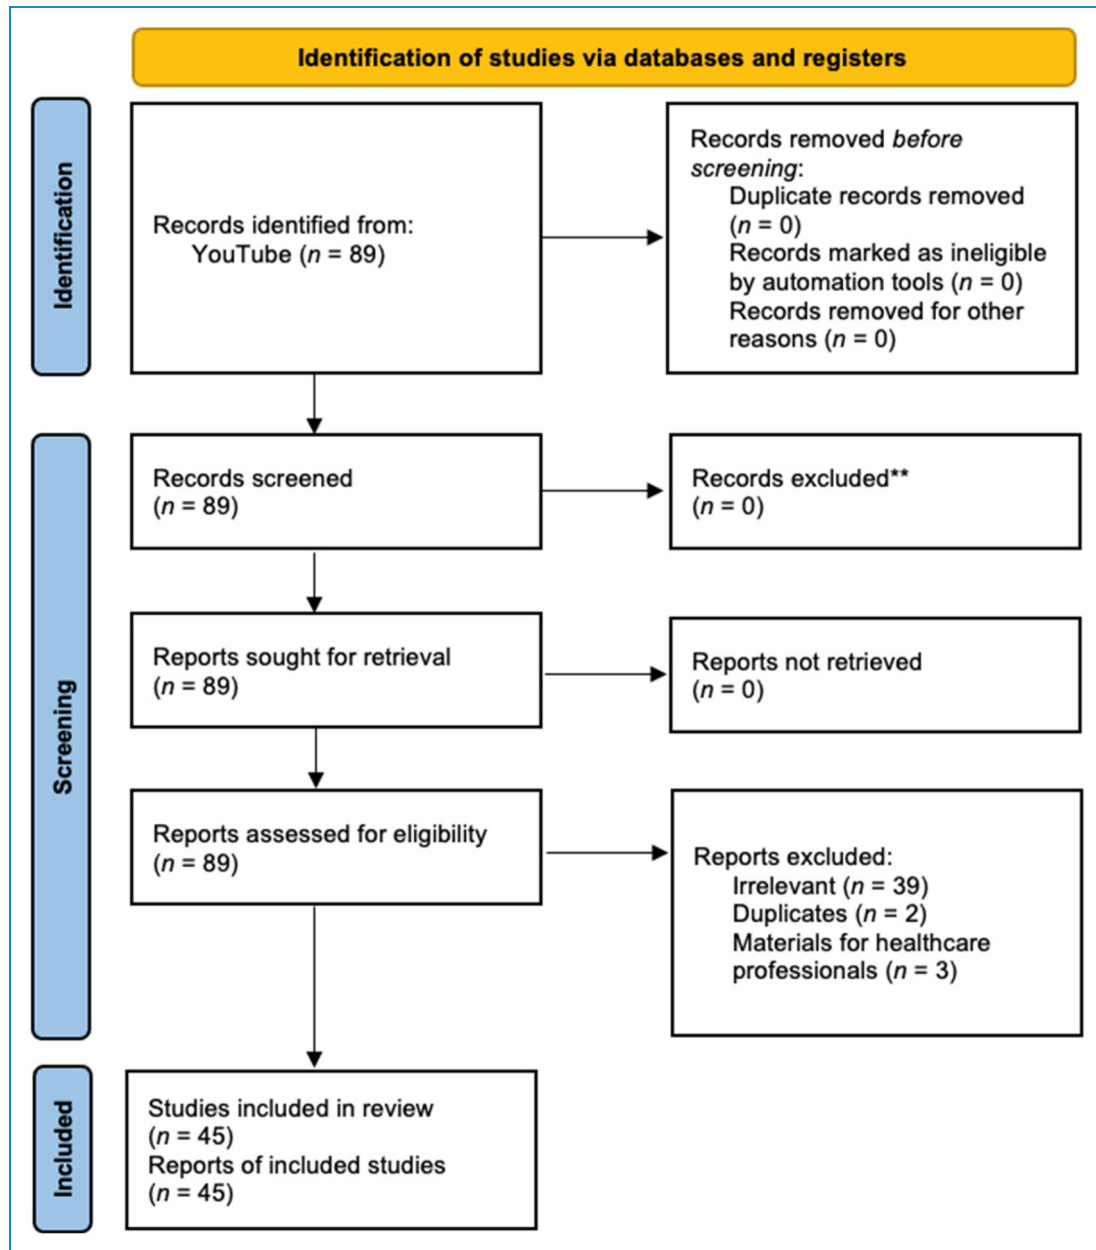 Identification of studies via databases and registers
Identification
Records identified from:
YouTube (n = 89)
Records removed before
screening:
Duplicate records removed
(n = 0)
Records marked as ineligible
by automation tools (n = 0)
Records removed for other
reasons (n = 0)
Screening
Records screened
(n = 89)
Records excluded**
(n = 0)
Reports sought for retrieval
(n = 89)
Reports not retrieved
(n = 0)
Reports assessed for eligibility
(n = 89)
Reports excluded:
Irrelevant (n = 39)
Duplicates (n = 2)
Materials for healthcare
professionals (n = 3)
Included
Studies included in review
(n = 45)
Reports of included studies
(n = 45)